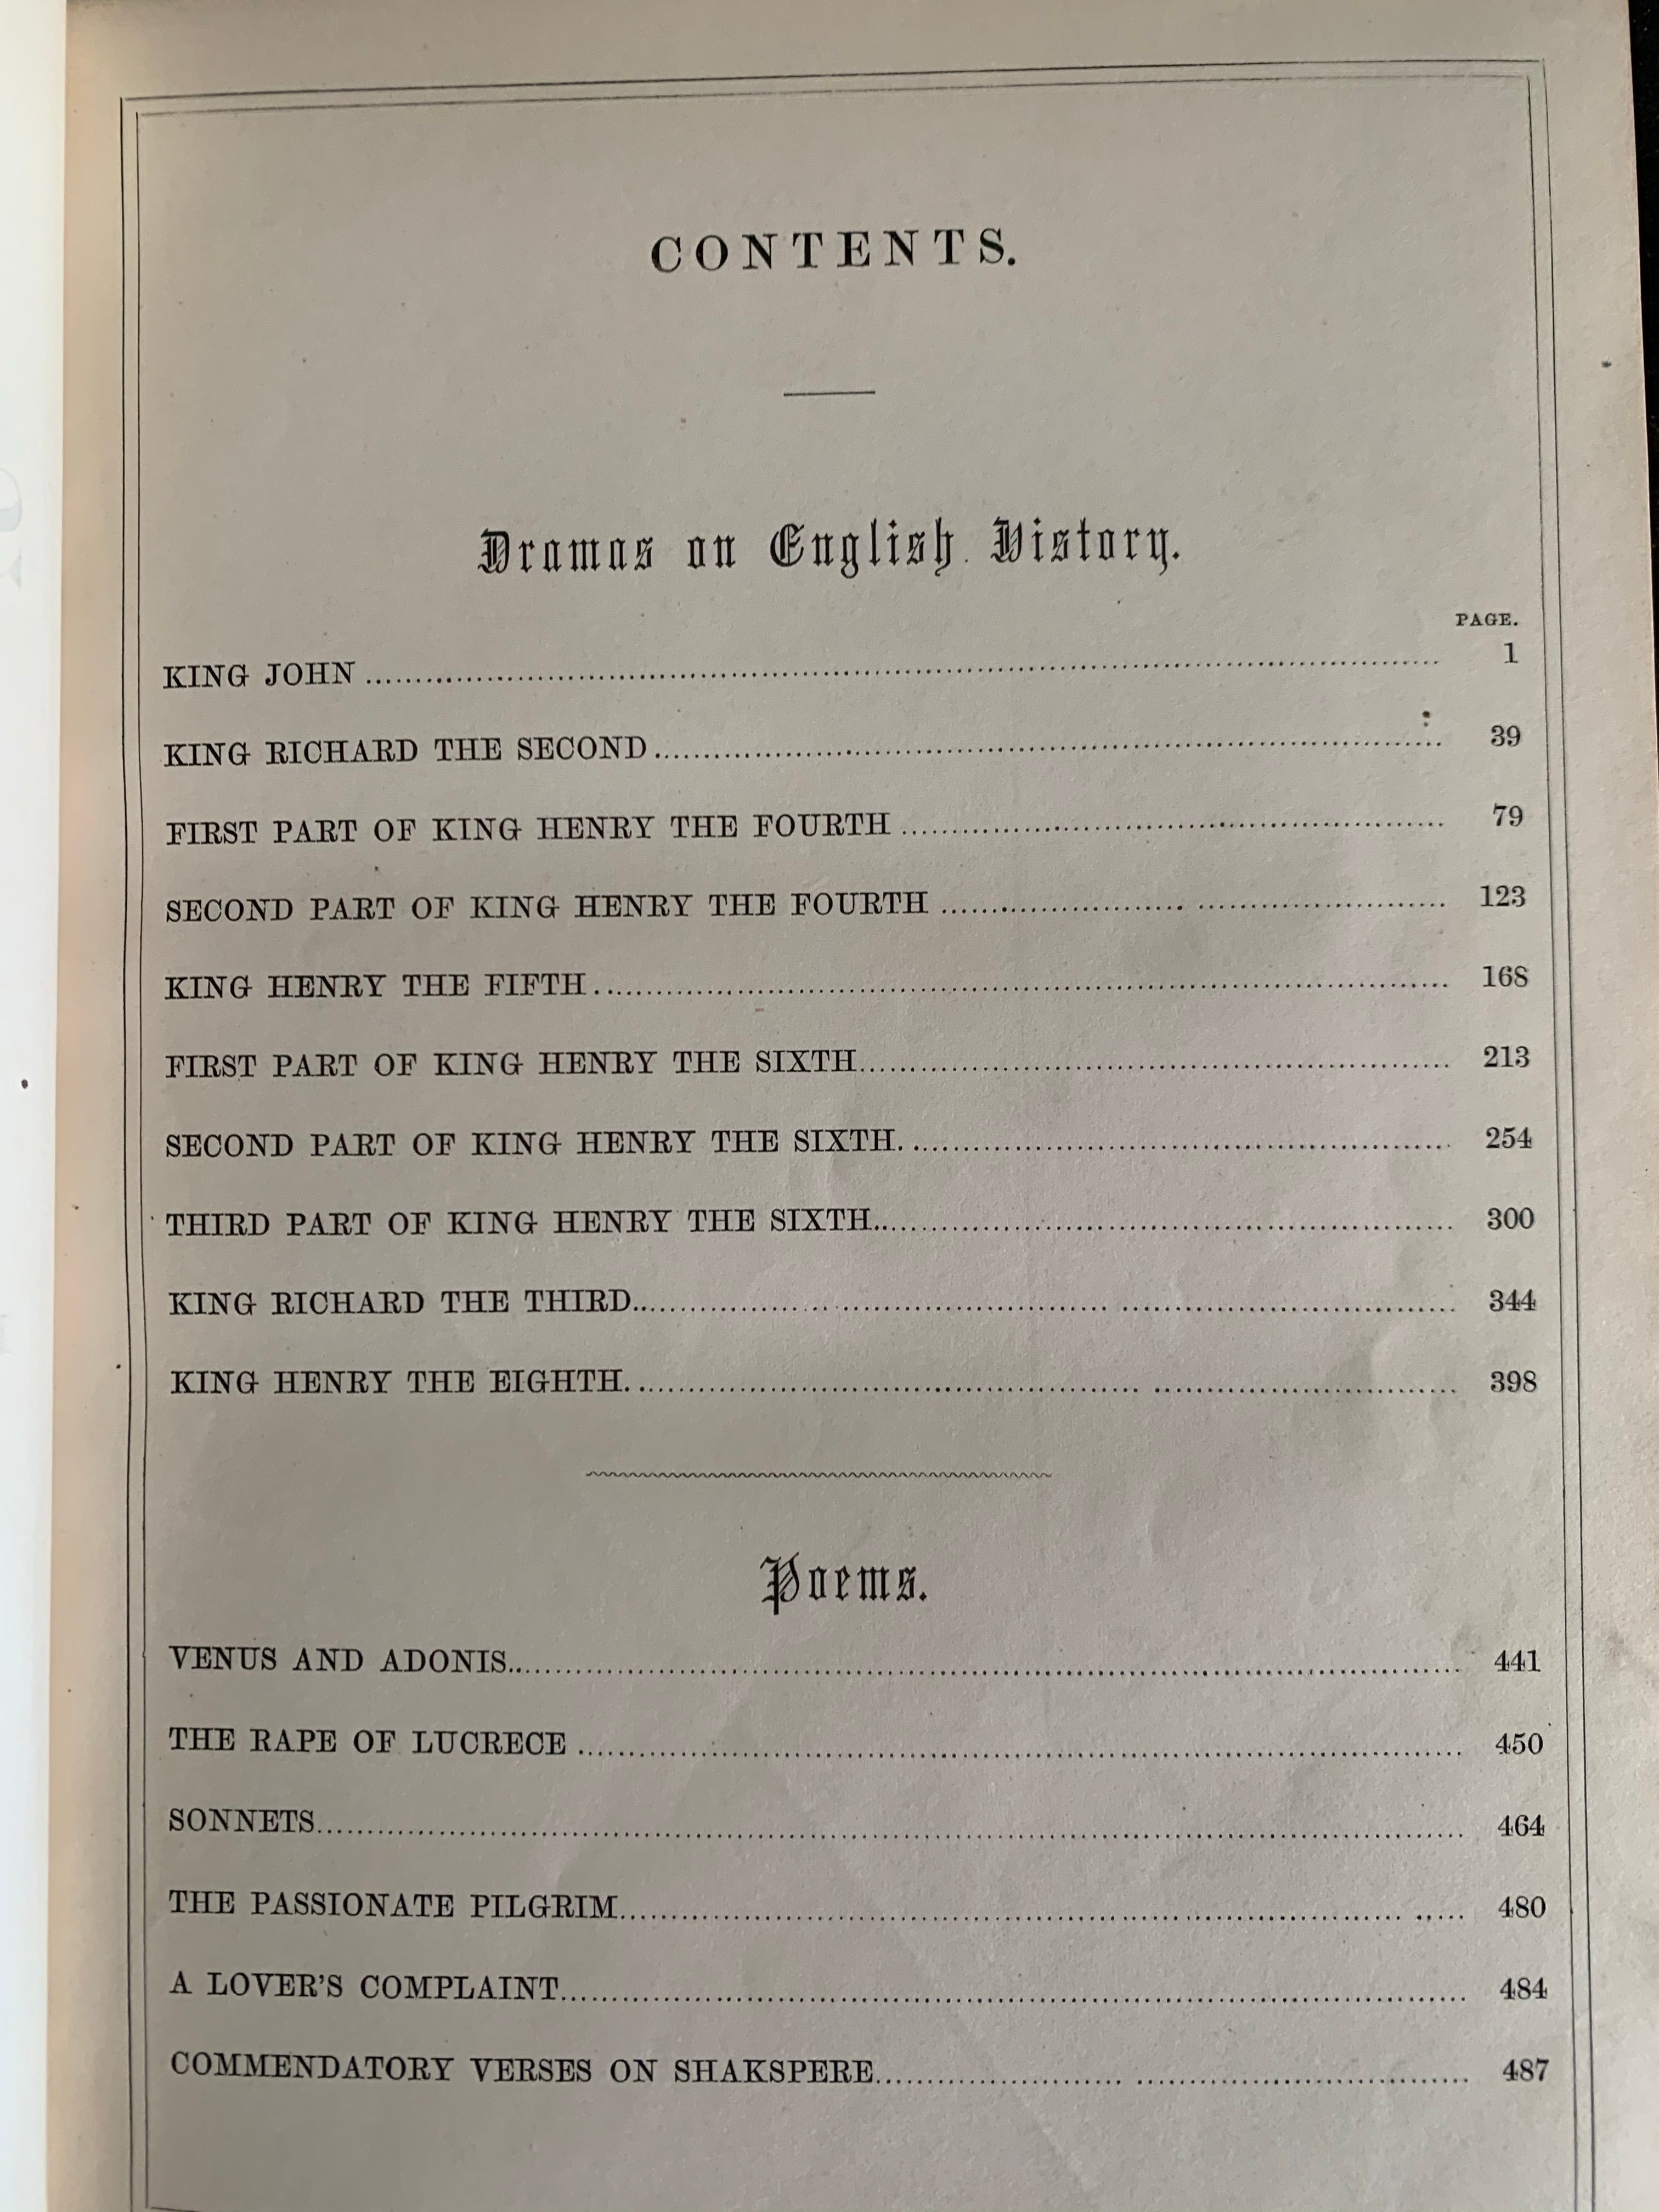 CONTENTS.
Dramas on English History.
PAGE.
KING JOHN 1
KING RICHARD THE SECOND 39
FIRST PART OF KING HENRY THE FOURTH 79
SECOND PART OF KING HENRY THE FOURTH 123
KING HENRY THE FIFTH 168
FIRST PART OF KING HENRY THE SIXTH 213
SECOND PART OF KING HENRY THE SIXTH 254
THIRD PART OF KING HENRY THE SIXTH 300
KING RICHARD THE THIRD 344
KING HENRY THE EIGHTH 398
Poems.
VENUS AND ADONIS 441
THE RAPE OF LUCRECE 450
SONNETS 464
THE PASSIONATE PILGRIM 480
A LOVER'S COMPLAINT 484
COMMENDATORY VERSES ON SHAKSPERE 487